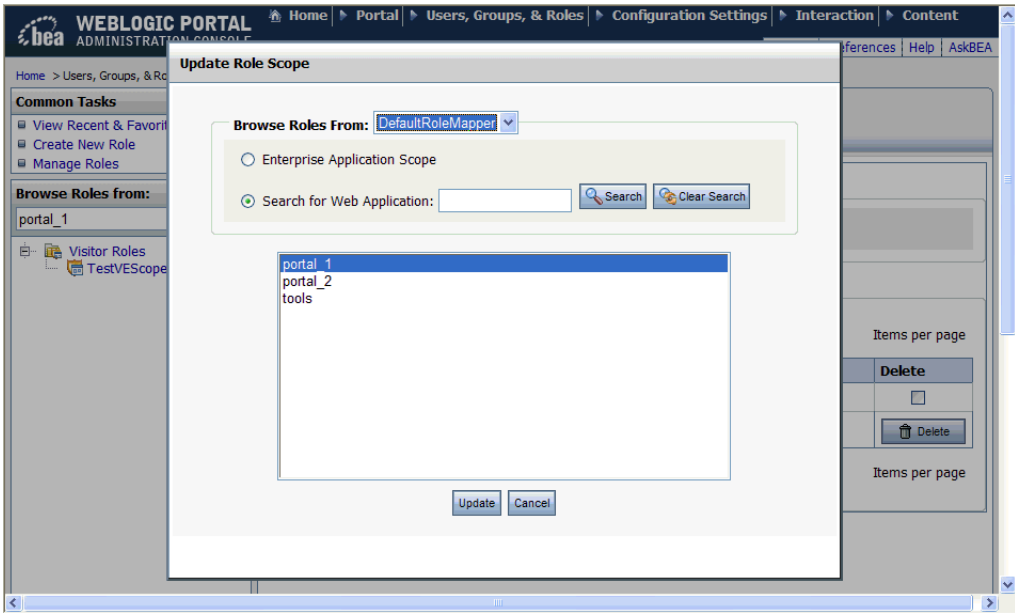 WEBLOGIC PORTAL
bea ADMINISTRATION CONSOLE
Home Portal Users, Groups, & Roles Configuration Settings Interaction Content
ferences Help AskBEA
Home > Users, Groups, & Ro
Common Tasks
View Recent & Favorit
Create New Role
Manage Roles
Browse Roles from:
portal_1
Visitor Roles
TestVEScope
Update Role Scope
Browse Roles From: DefaultRoleMapper
Enterprise Application Scope
Search for Web Application: Search Clear Search
portal_1
portal_2
tools
Update Cancel
Items per page
Delete
Delete
Items per page